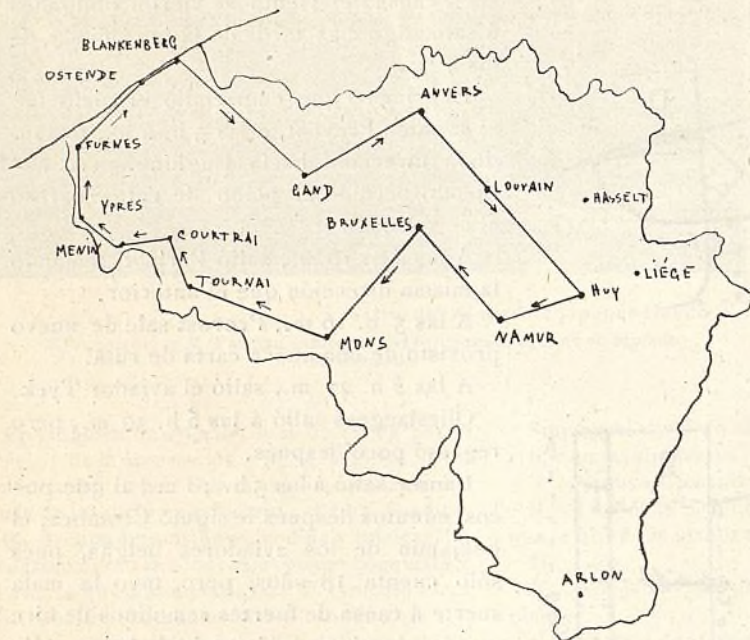 BLANKENBERG
OSTENDE
ANVERS
FURNES
GAND
LOUVAIN
HASSELT
YPRES
BRUXELLES
COURTRAI
MENIN
LIÉGE
TOURNAI
HUY
NAMUR
MONS
ARLON